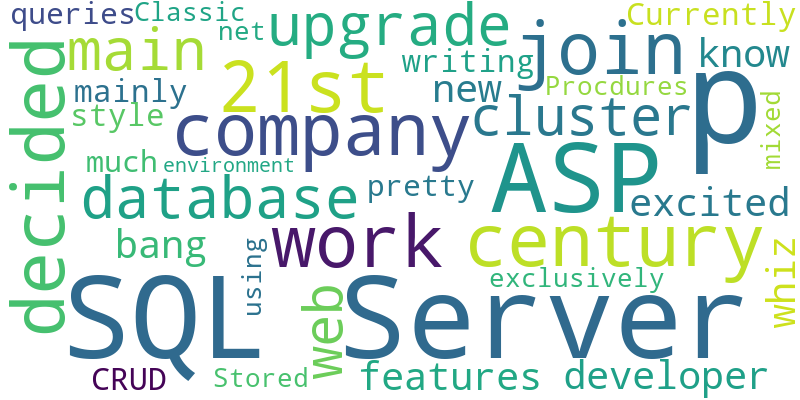 queries
Classic
net
upgrade
join
Currently
decided
main
21st
writing
know
mainly
new
Procdures
p
style
company
cluster
mixed
much
environment
ASP
database
pretty
excited
bang
work
century
using
exclusively
whiz
SQL
Server
web
CRUD
Stored
features
developer